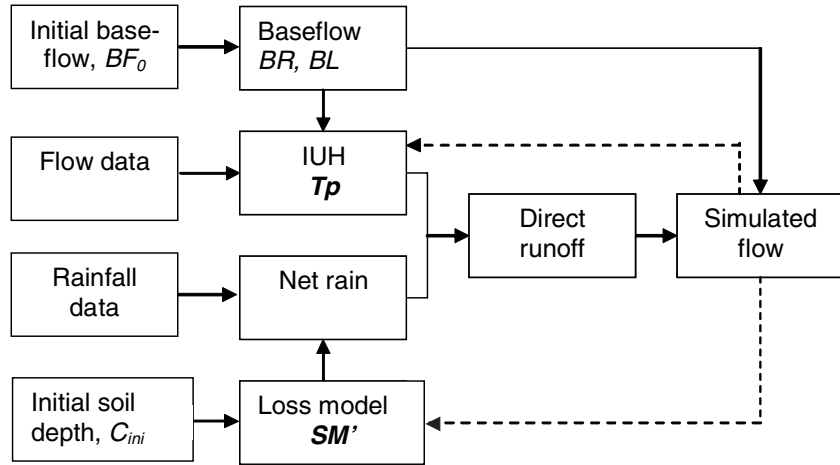 Initial base-
flow, BF0
Baseflow
BR, BL
Flow data
IUH
Tp
Direct
runoff
Simulated
flow
Rainfall
data
Net rain
Initial soil
depth, Cini
Loss model
SM’